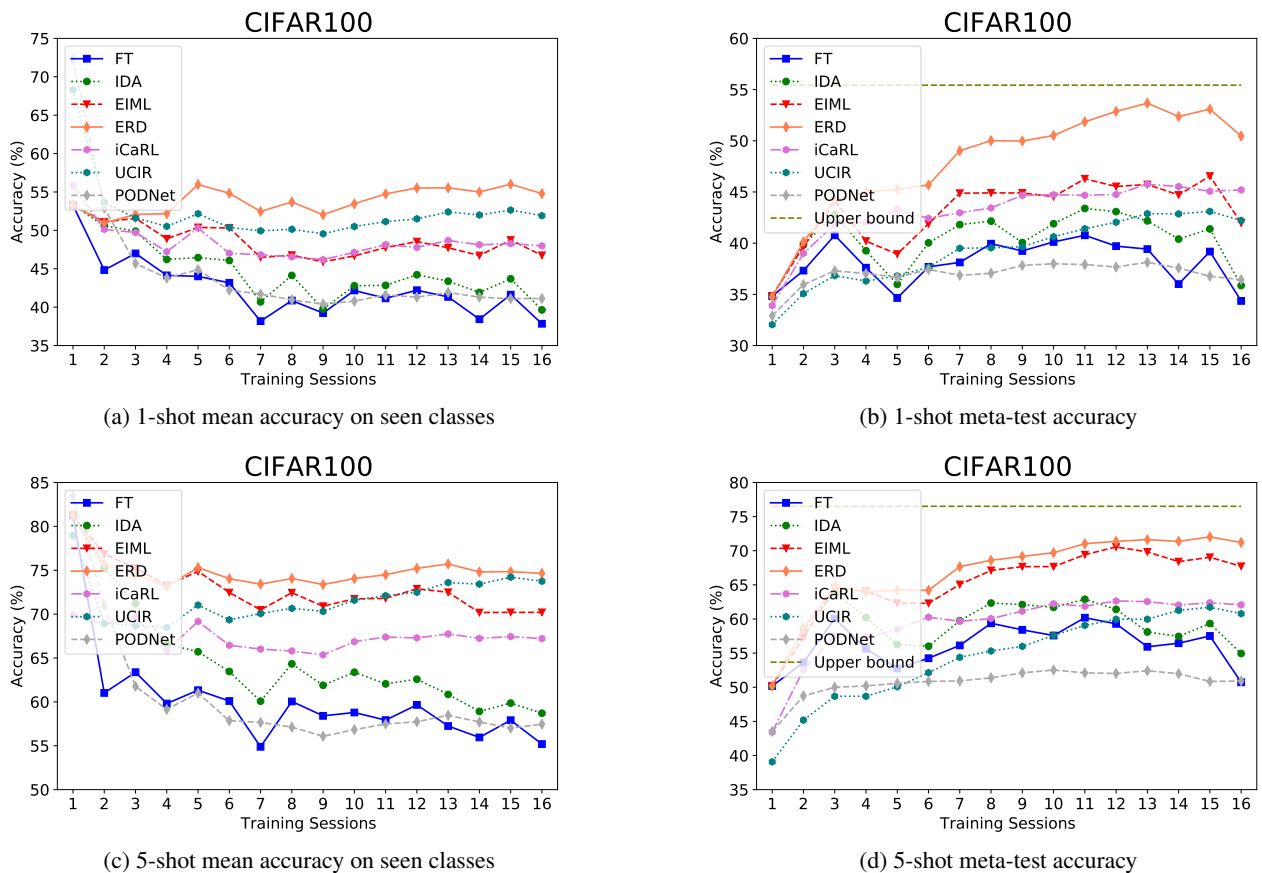 CIFAR100
75
70
65
60
55
50
45
40
35
Accuracy (%)
FT
IDA
EIML
ERD
iCaRL
UCIR
PODNet
1 2 3 4 5 6 7 8 9 10 11 12 13 14 15 16
Training Sessions
(a) 1-shot mean accuracy on seen classes
CIFAR100
60
55
50
45
40
35
30
Accuracy (%)
FT
IDA
EIML
ERD
iCaRL
UCIR
PODNet
Upper bound
1 2 3 4 5 6 7 8 9 10 11 12 13 14 15 16
Training Sessions
(b) 1-shot meta-test accuracy
CIFAR100
85
80
75
70
65
60
55
50
Accuracy (%)
FT
IDA
EIML
ERD
iCaRL
UCIR
PODNet
1 2 3 4 5 6 7 8 9 10 11 12 13 14 15 16
Training Sessions
(c) 5-shot mean accuracy on seen classes
CIFAR100
80
75
70
65
60
55
50
45
40
35
Accuracy (%)
FT
IDA
EIML
ERD
iCaRL
UCIR
PODNet
Upper bound
1 2 3 4 5 6 7 8 9 10 11 12 13 14 15 16
Training Sessions
(d) 5-shot meta-test accuracy